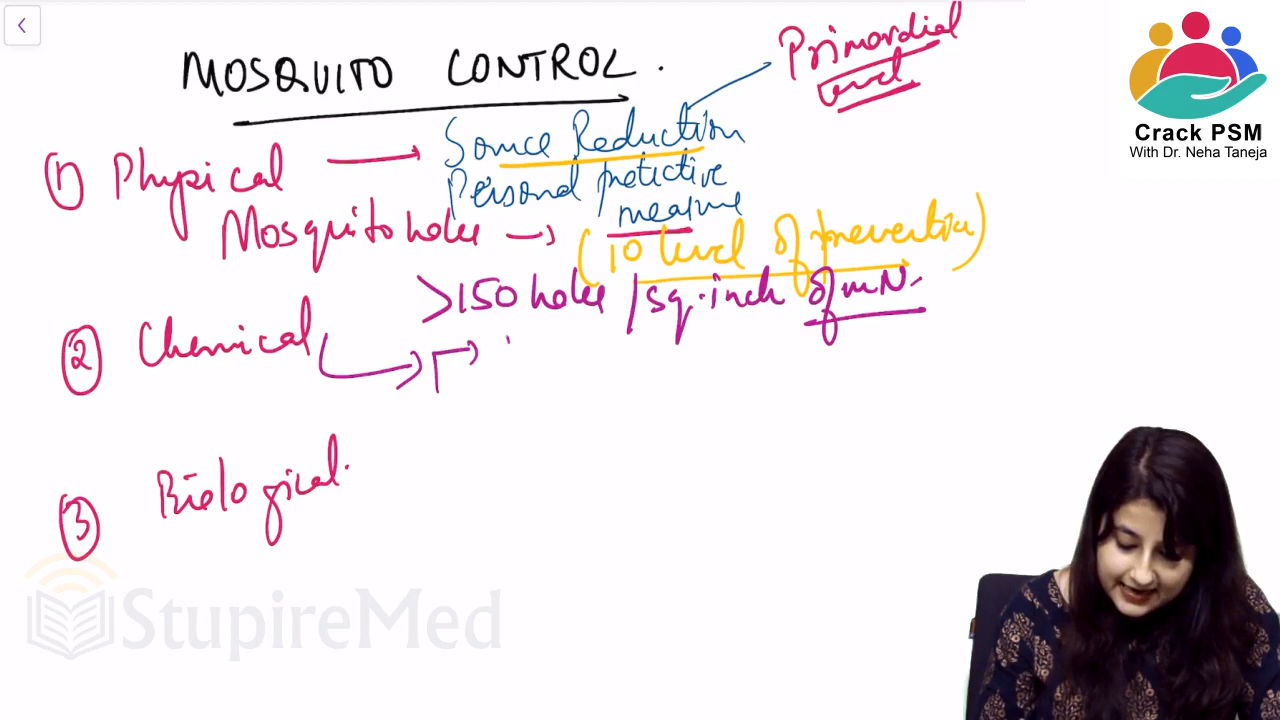 MOSQUITO CONTROL.
Primordial
level
① Physical → Source Reduction
Personal protective
measure
Mosquito holes → (1° level of prevention)
>150 holes / sq. inch of MN.
② Chemical
③ Biological.
StupireMed
Crack PSM
With Dr. Neha Taneja